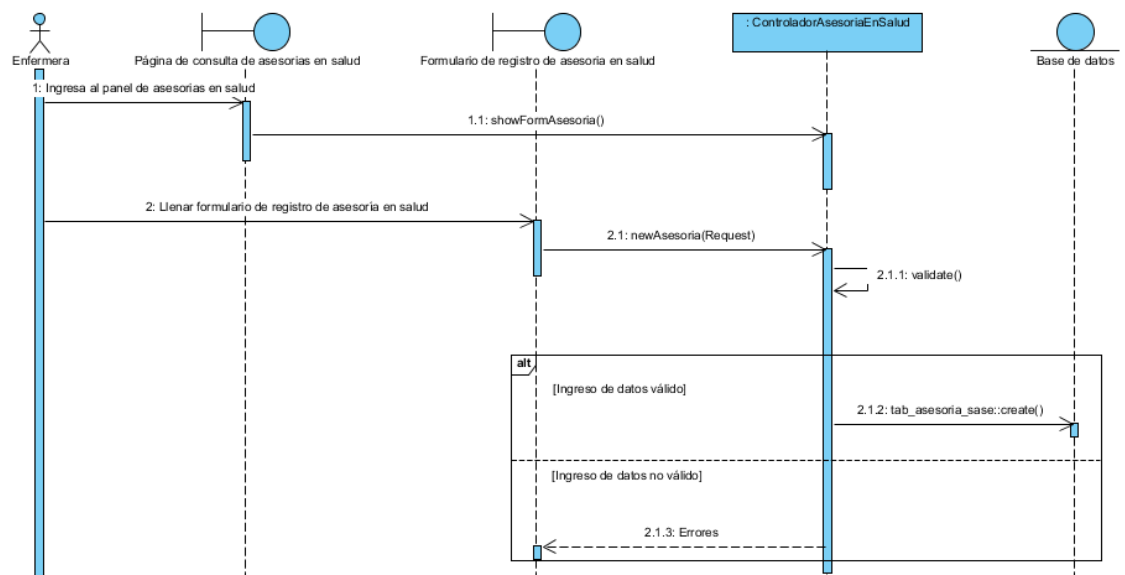 Enfermera
Página de consulta de asesorias en salud
Formulario de registro de asesoria en salud
: ControladorAsesoriaEnSalud
Base de datos
1: Ingresa al panel de asesorias en salud
1.1: showFormAsesoria()
2: Llenar formulario de registro de asesoria en salud
2.1: newAsesoria(Request)
2.1.1: validate()
alt
[Ingreso de datos válido]
2.1.2: tab_asesoria_sase::create()
[Ingreso de datos no válido]
2.1.3: Errores